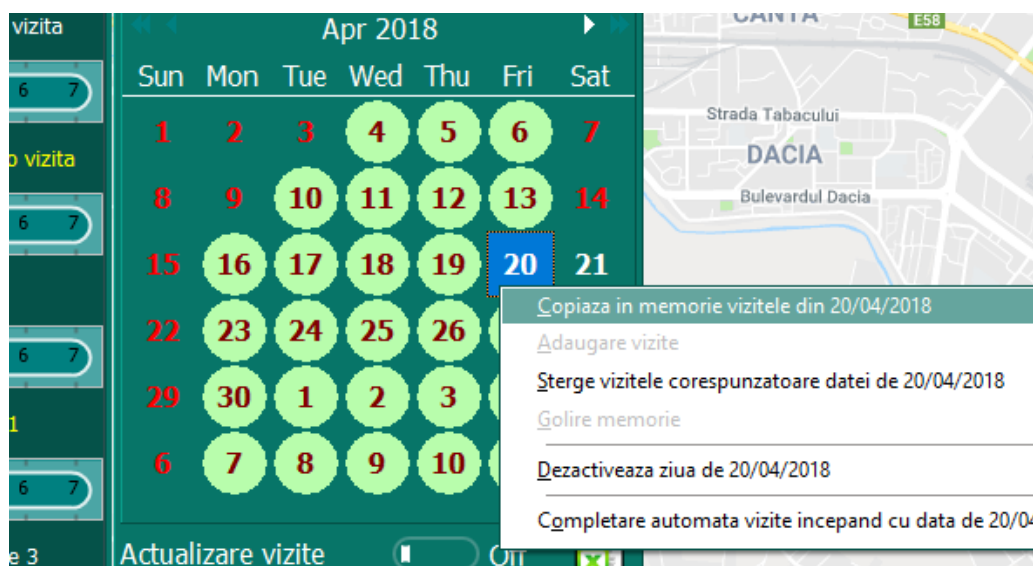 vizita
6 7
o vizita
6 7
6 7
1
6 7
e 3
Apr 2018
Sun Mon Tue Wed Thu Fri Sat
1 2 3 4 5 6 7
8 9 10 11 12 13 14
15 16 17 18 19 20 21
22 23 24 25 26
29 30 1 2 3
6 7 8 9 10
Actualizare vizite Off
CANTA
E58
Strada Tabacului
DACIA
Bulevardul Dacia
Copiaza in memorie vizitele din 20/04/2018
Adaugare vizite
Sterge vizitele corespunzatoare datei de 20/04/2018
Golire memorie
Dezactiveaza ziua de 20/04/2018
Completare automata vizite incepand cu data de 20/04